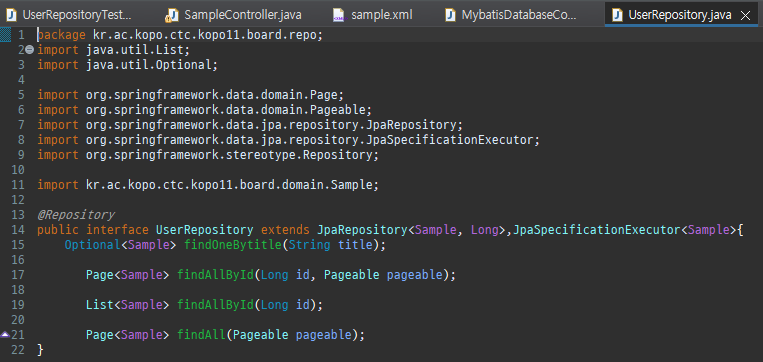 UserRepositoryTest... SampleController.java sample.xml MybatisDatabaseCo... UserRepository.java
1 package kr.ac.kopo.ctc.kopo11.board.repo;
2 import java.util.List;
3 import java.util.Optional;
4
5 import org.springframework.data.domain.Page;
6 import org.springframework.data.domain.Pageable;
7 import org.springframework.data.jpa.repository.JpaRepository;
8 import org.springframework.data.jpa.repository.JpaSpecificationExecutor;
9 import org.springframework.stereotype.Repository;
10
11 import kr.ac.kopo.ctc.kopo11.board.domain.Sample;
12
13 @Repository
14 public interface UserRepository extends JpaRepository<Sample, Long>,JpaSpecificationExecutor<Sample>{
15 Optional<Sample> findOneBytitle(String title);
16
17 Page<Sample> findAllById(Long id, Pageable pageable);
18
19 List<Sample> findAllById(Long id);
20
21 Page<Sample> findAll(Pageable pageable);
22 }